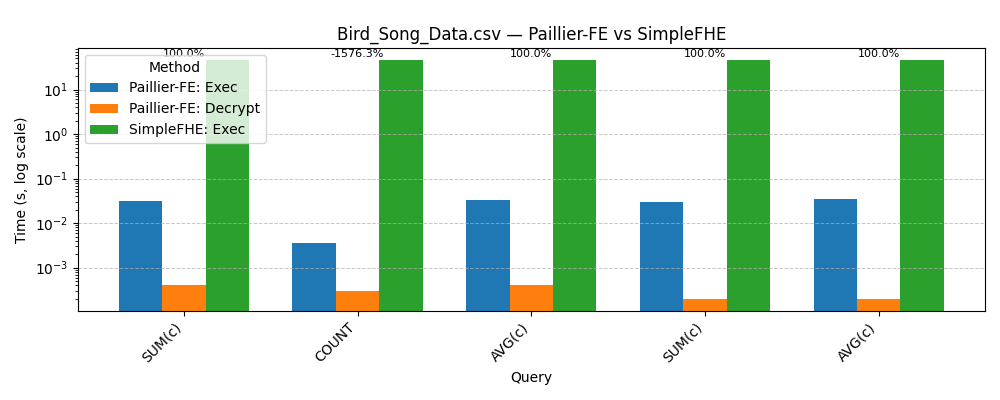 Bird_Song_Data.csv — Paillier-FE vs SimpleFHE
100.0% -1576.3% 100.0% 100.0% 100.0%
Method
Paillier-FE: Exec
Paillier-FE: Decrypt
SimpleFHE: Exec
Time (s, log scale)
10¹
10⁰
10⁻¹
10⁻²
10⁻³
SUM(c) COUNT AVG(c) SUM(c) AVG(c)
Query